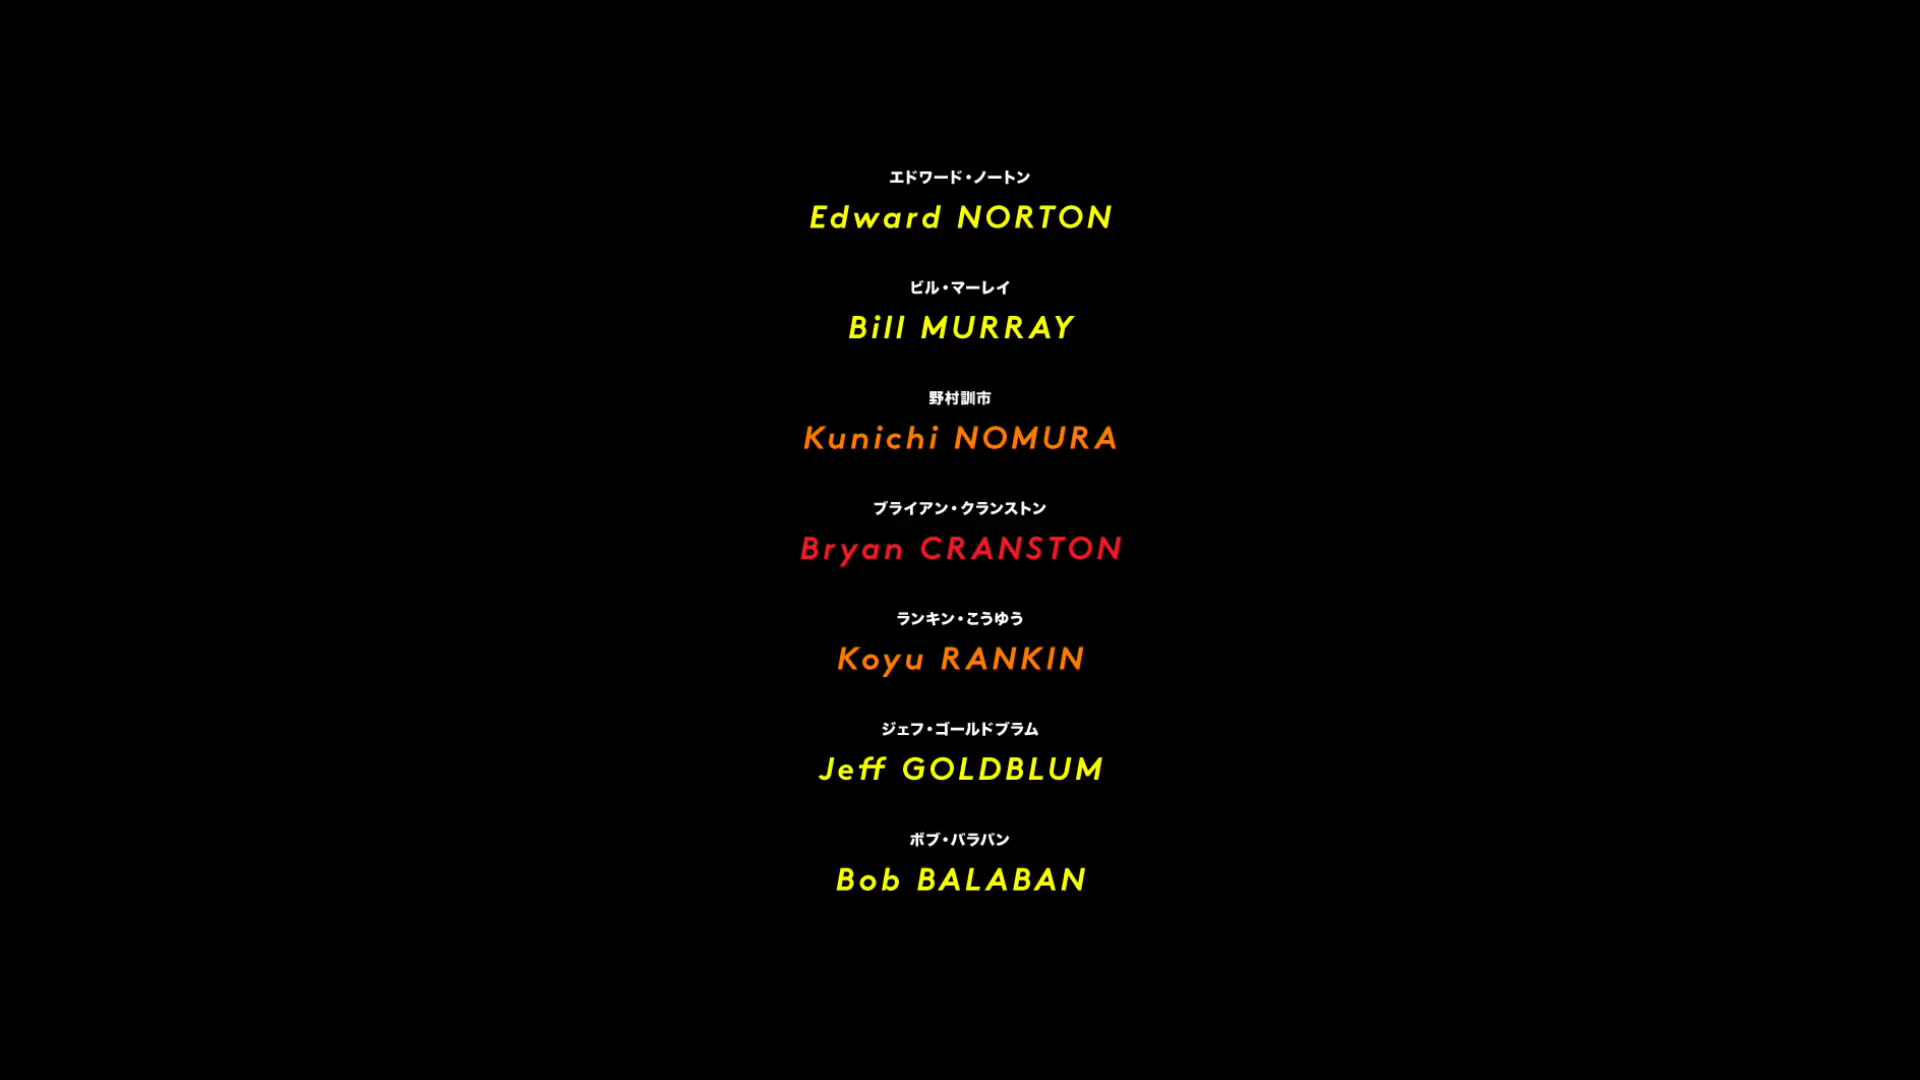 エドワード・ノートン
Edward NORTON
ビル・マーレイ
Bill MURRAY
野村訓市
Kunichi NOMURA
ブライアン・クランストン
Bryan CRANSTON
ランキン・こうゆう
Koyu RANKIN
ジェフ・ゴールドブラム
Jeff GOLDBLUM
ボブ・バラバン
Bob BALABAN